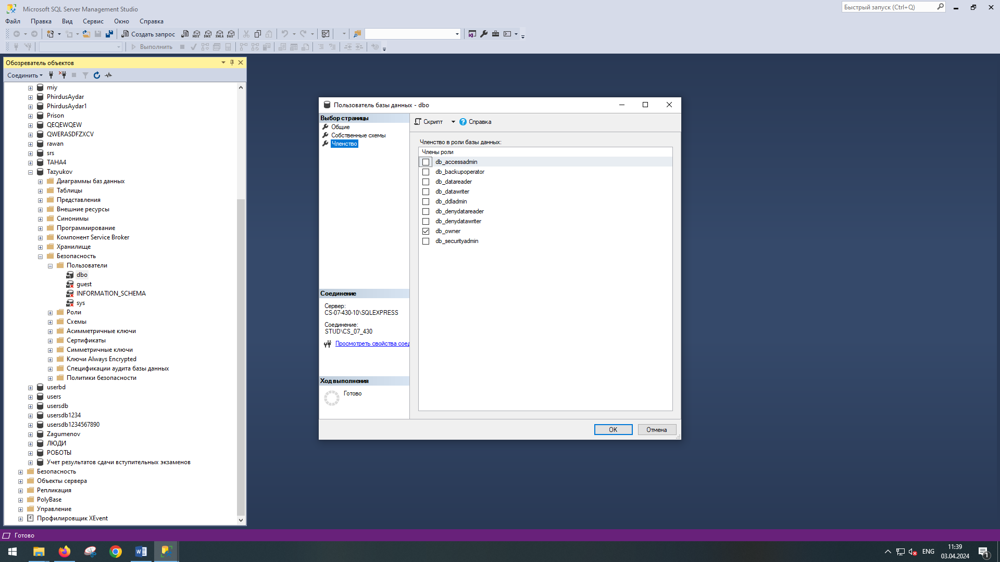 Microsoft SQL Server Management Studio
Быстрый запуск (Ctrl+Q)
Файл Правка Вид Сервис Окно Справка
Создать запрос MDX DMX XMLA DAX
Выполнить
Обозреватель объектов
Соединить
miy
PhirdusAydar
PhirdusAydar1
Prison
QEQEWQEW
QWERASDFZXCV
rawan
srs
TAHA4
Tazyukov
Диаграммы баз данных
Таблицы
Представления
Внешние ресурсы
Синонимы
Программирование
Компонент Service Broker
Хранилище
Безопасность
Пользователи
dbo
guest
INFORMATION_SCHEMA
sys
Роли
Схемы
Асимметричные ключи
Сертификаты
Симметричные ключи
Ключи Always Encrypted
Спецификации аудита базы данных
Политики безопасности
userbd
users
usersdb
usersdb1234
usersdb1234567890
Zagumenov
ЛЮДИ
РОБОТЫ
Учет результатов сдачи вступительных экзаменов
Безопасность
Объекты сервера
Репликация
PolyBase
Управление
Профилировщик XEvent
Пользователь базы данных - dbo
Выбор страницы
Общие
Собственные схемы
Членство
Соединение
Сервер:
CS-07-430-10\SQLEXPRESS
Соединение:
STUD\CS_07_430
Просмотреть свойства соед
Ход выполнения
Готово
Скрипт Справка
Членство в роли базы данных:
Члены роли
db_accessadmin
db_backupoperator
db_datareader
db_datawriter
db_ddladmin
db_denydatareader
db_denydatawriter
db_owner
db_securityadmin
OK Отмена
Готово
ENG
11:39
03.04.2024
1